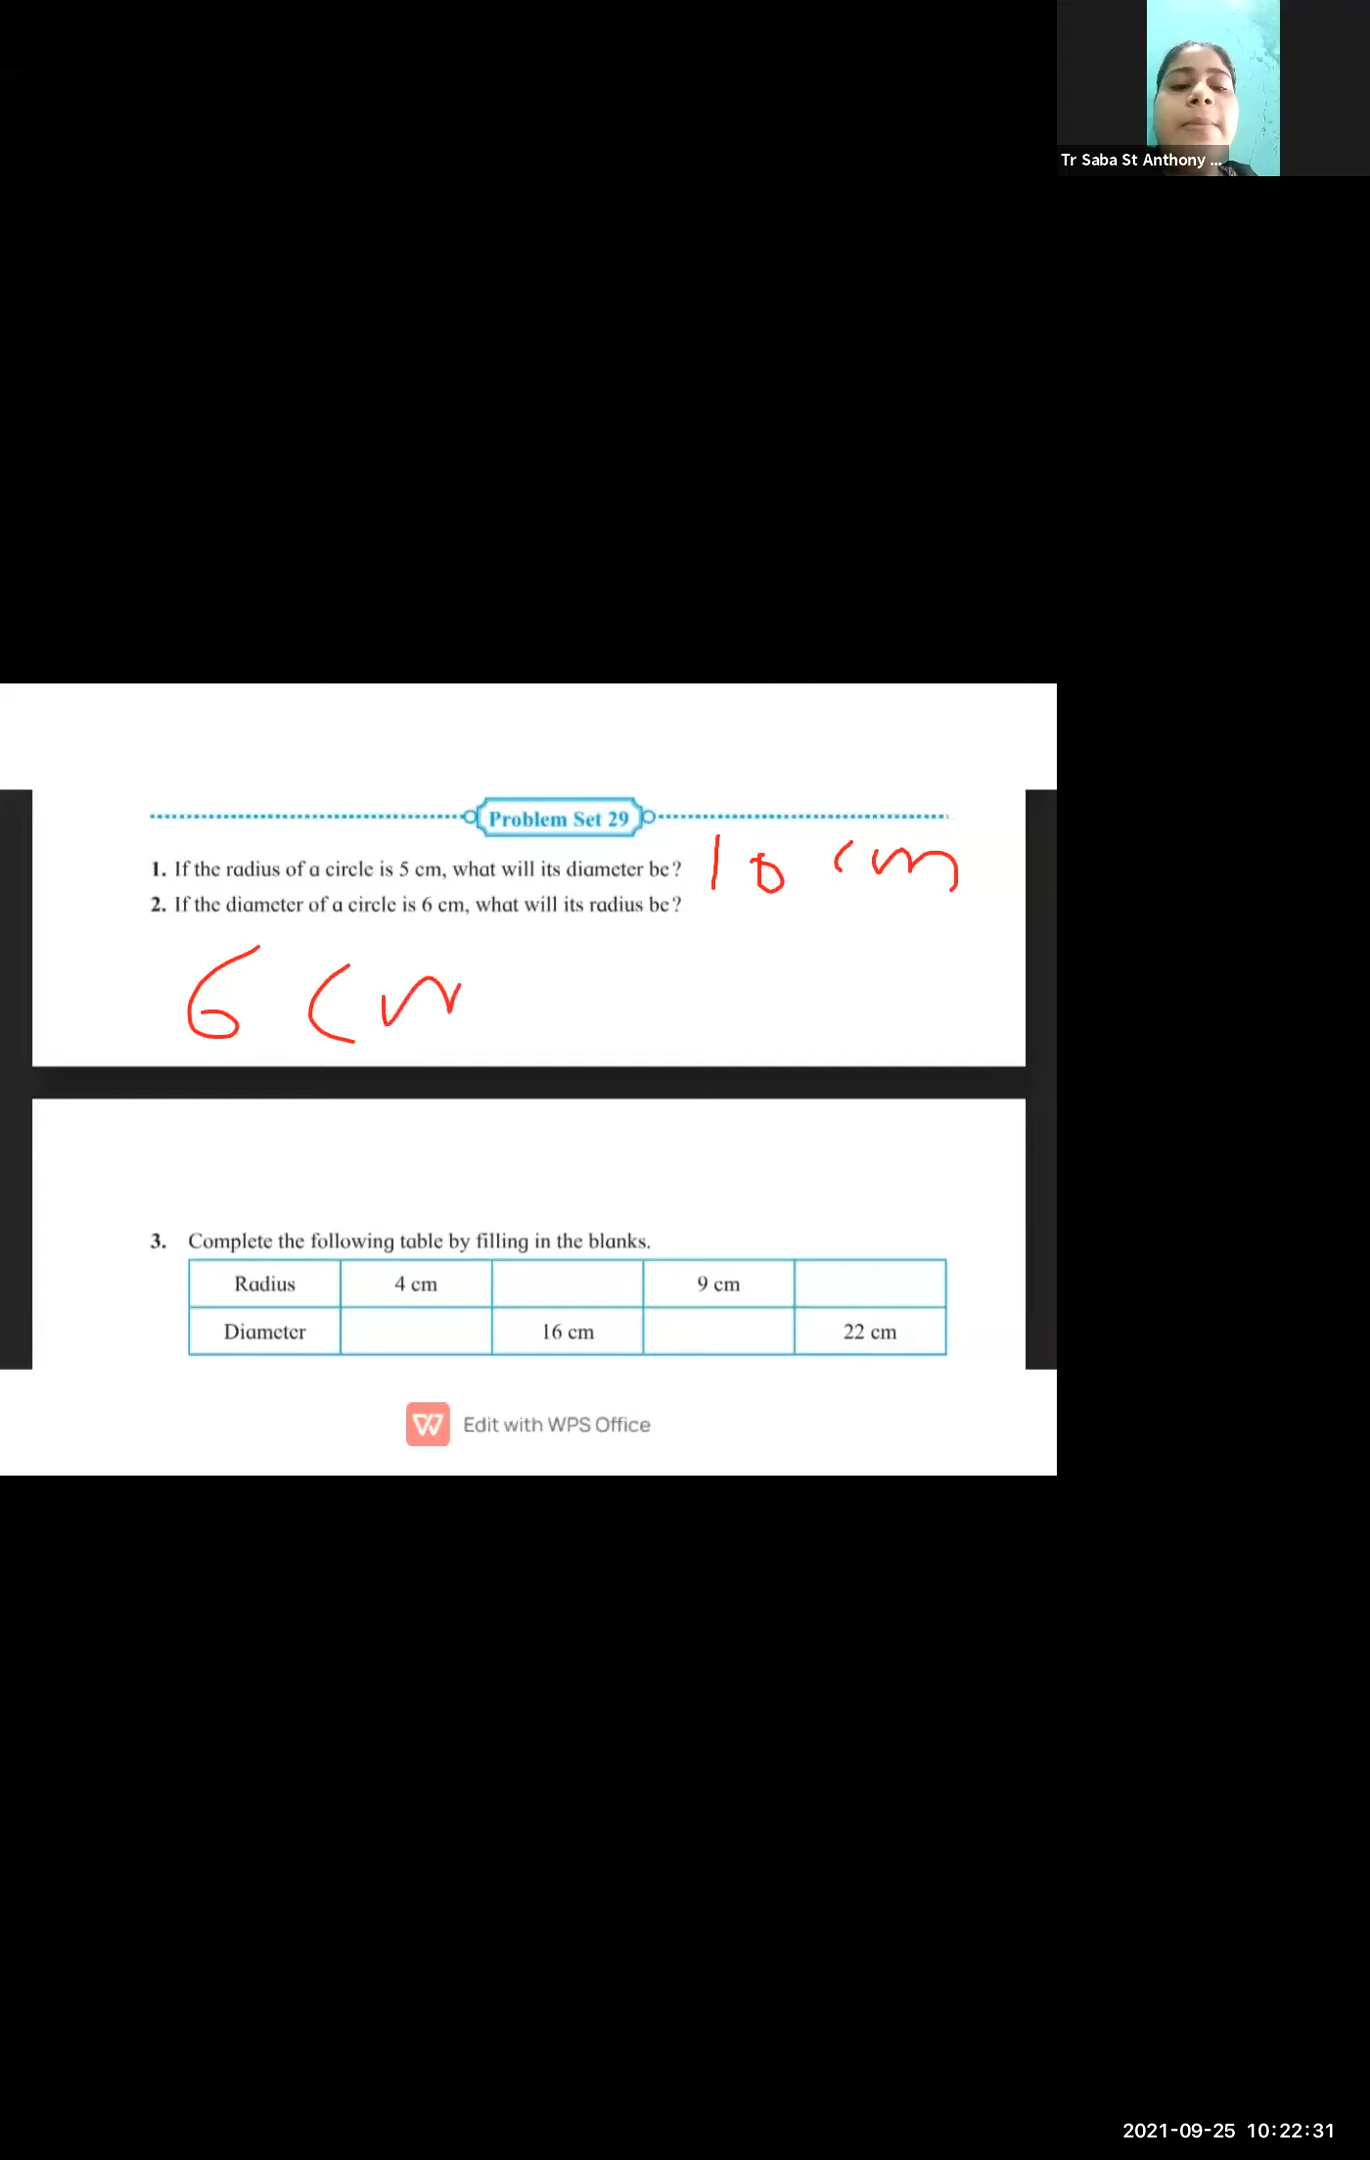 Tr Saba St Anthony ...
Problem Set 29
1. If the radius of a circle is 5 cm, what will its diameter be?
10 cm
2. If the diameter of a circle is 6 cm, what will its radius be?
6 cm
3. Complete the following table by filling in the blanks.
Radius 4 cm 9 cm
Diameter 16 cm 22 cm
Edit with WPS Office
2021-09-25 10:22:31